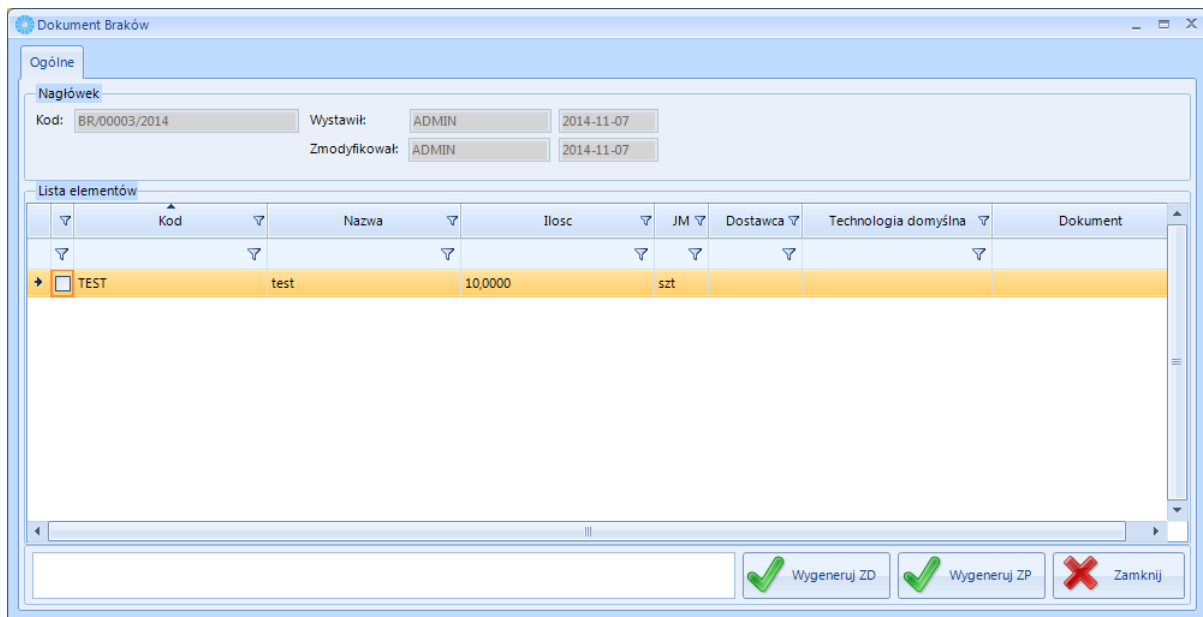 Dokument Braków
Ogólne
Nagłówek
Kod: BR/00003/2014 Wystawił: ADMIN 2014-11-07
Zmodyfikował: ADMIN 2014-11-07
Lista elementów
Kod Nazwa Ilosc JM Dostawca Technologia domyślna Dokument
TEST test 10,0000 szt
Wygeneruj ZD Wygeneruj ZP Zamknij